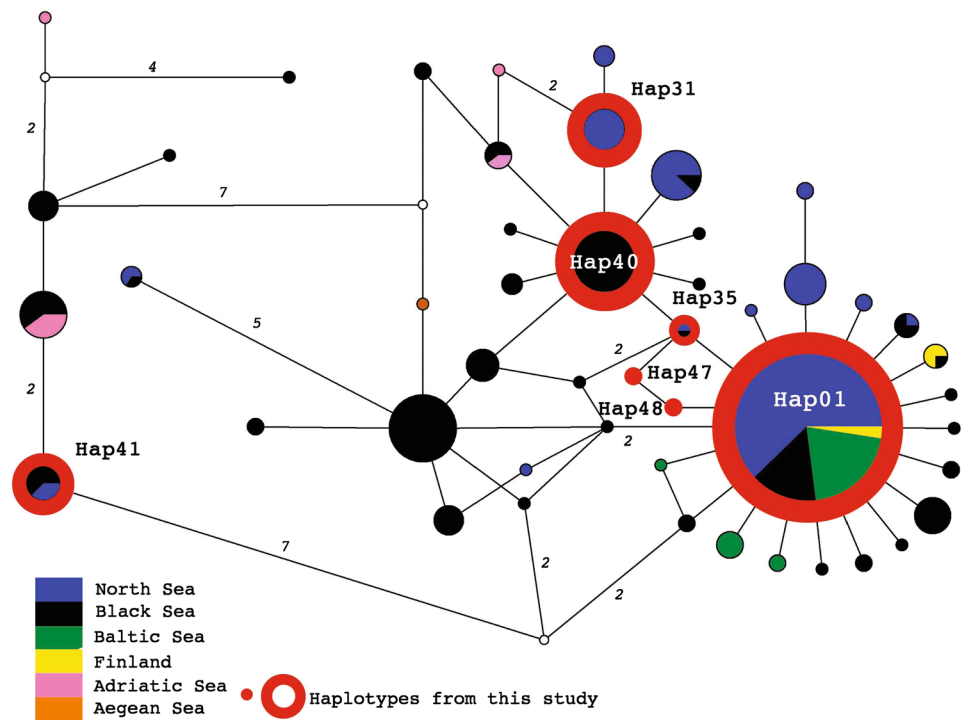 4
2
Hap31
2
7
Hap40
Hap35
5
2
Hap47
2
Hap48
Hap01
2
Hap41
7
2
2
North Sea
Black Sea
Baltic Sea
Finland
Adriatic Sea
Aegean Sea
Haplotypes from this study